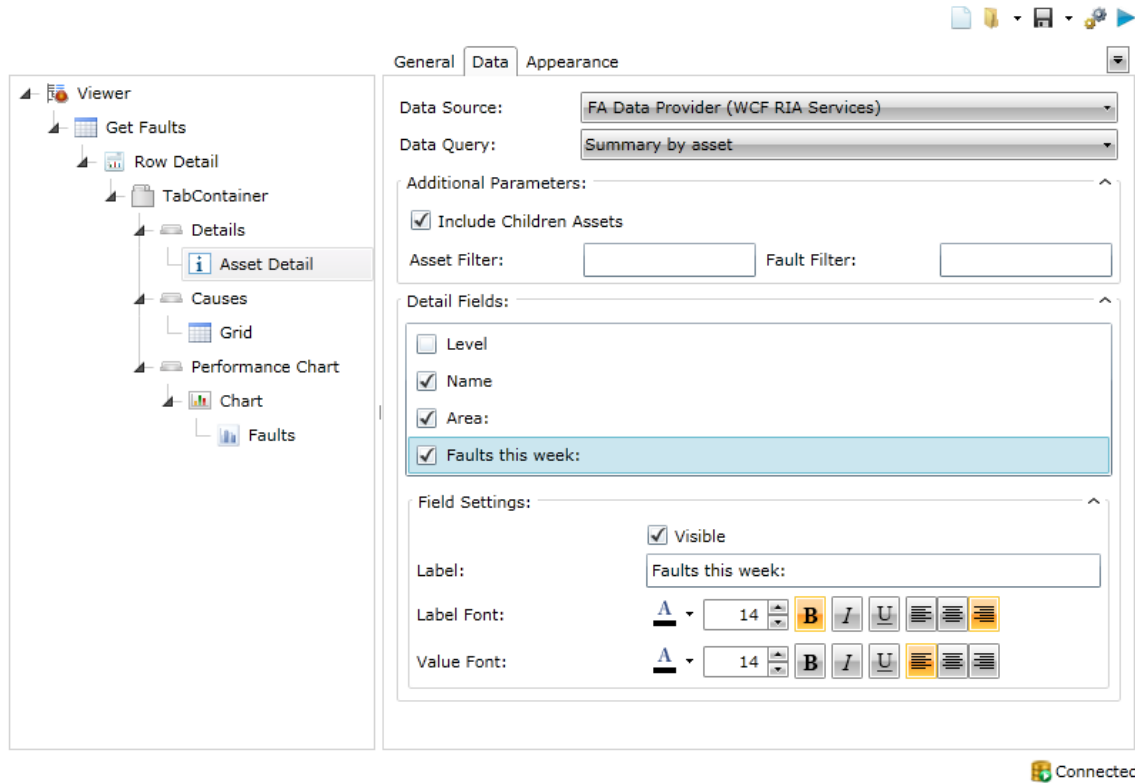 General Data Appearance
Viewer
Get Faults
Row Detail
TabContainer
Details
Asset Detail
Causes
Grid
Performance Chart
Chart
Faults
Data Source: FA Data Provider (WCF RIA Services)
Data Query: Summary by asset
Additional Parameters:
Include Children Assets
Asset Filter: Fault Filter:
Detail Fields:
Level
Name
Area:
Faults this week:
Field Settings:
Visible
Label: Faults this week:
Label Font: A 14 B I U
Value Font: A 14 B I U
Connected